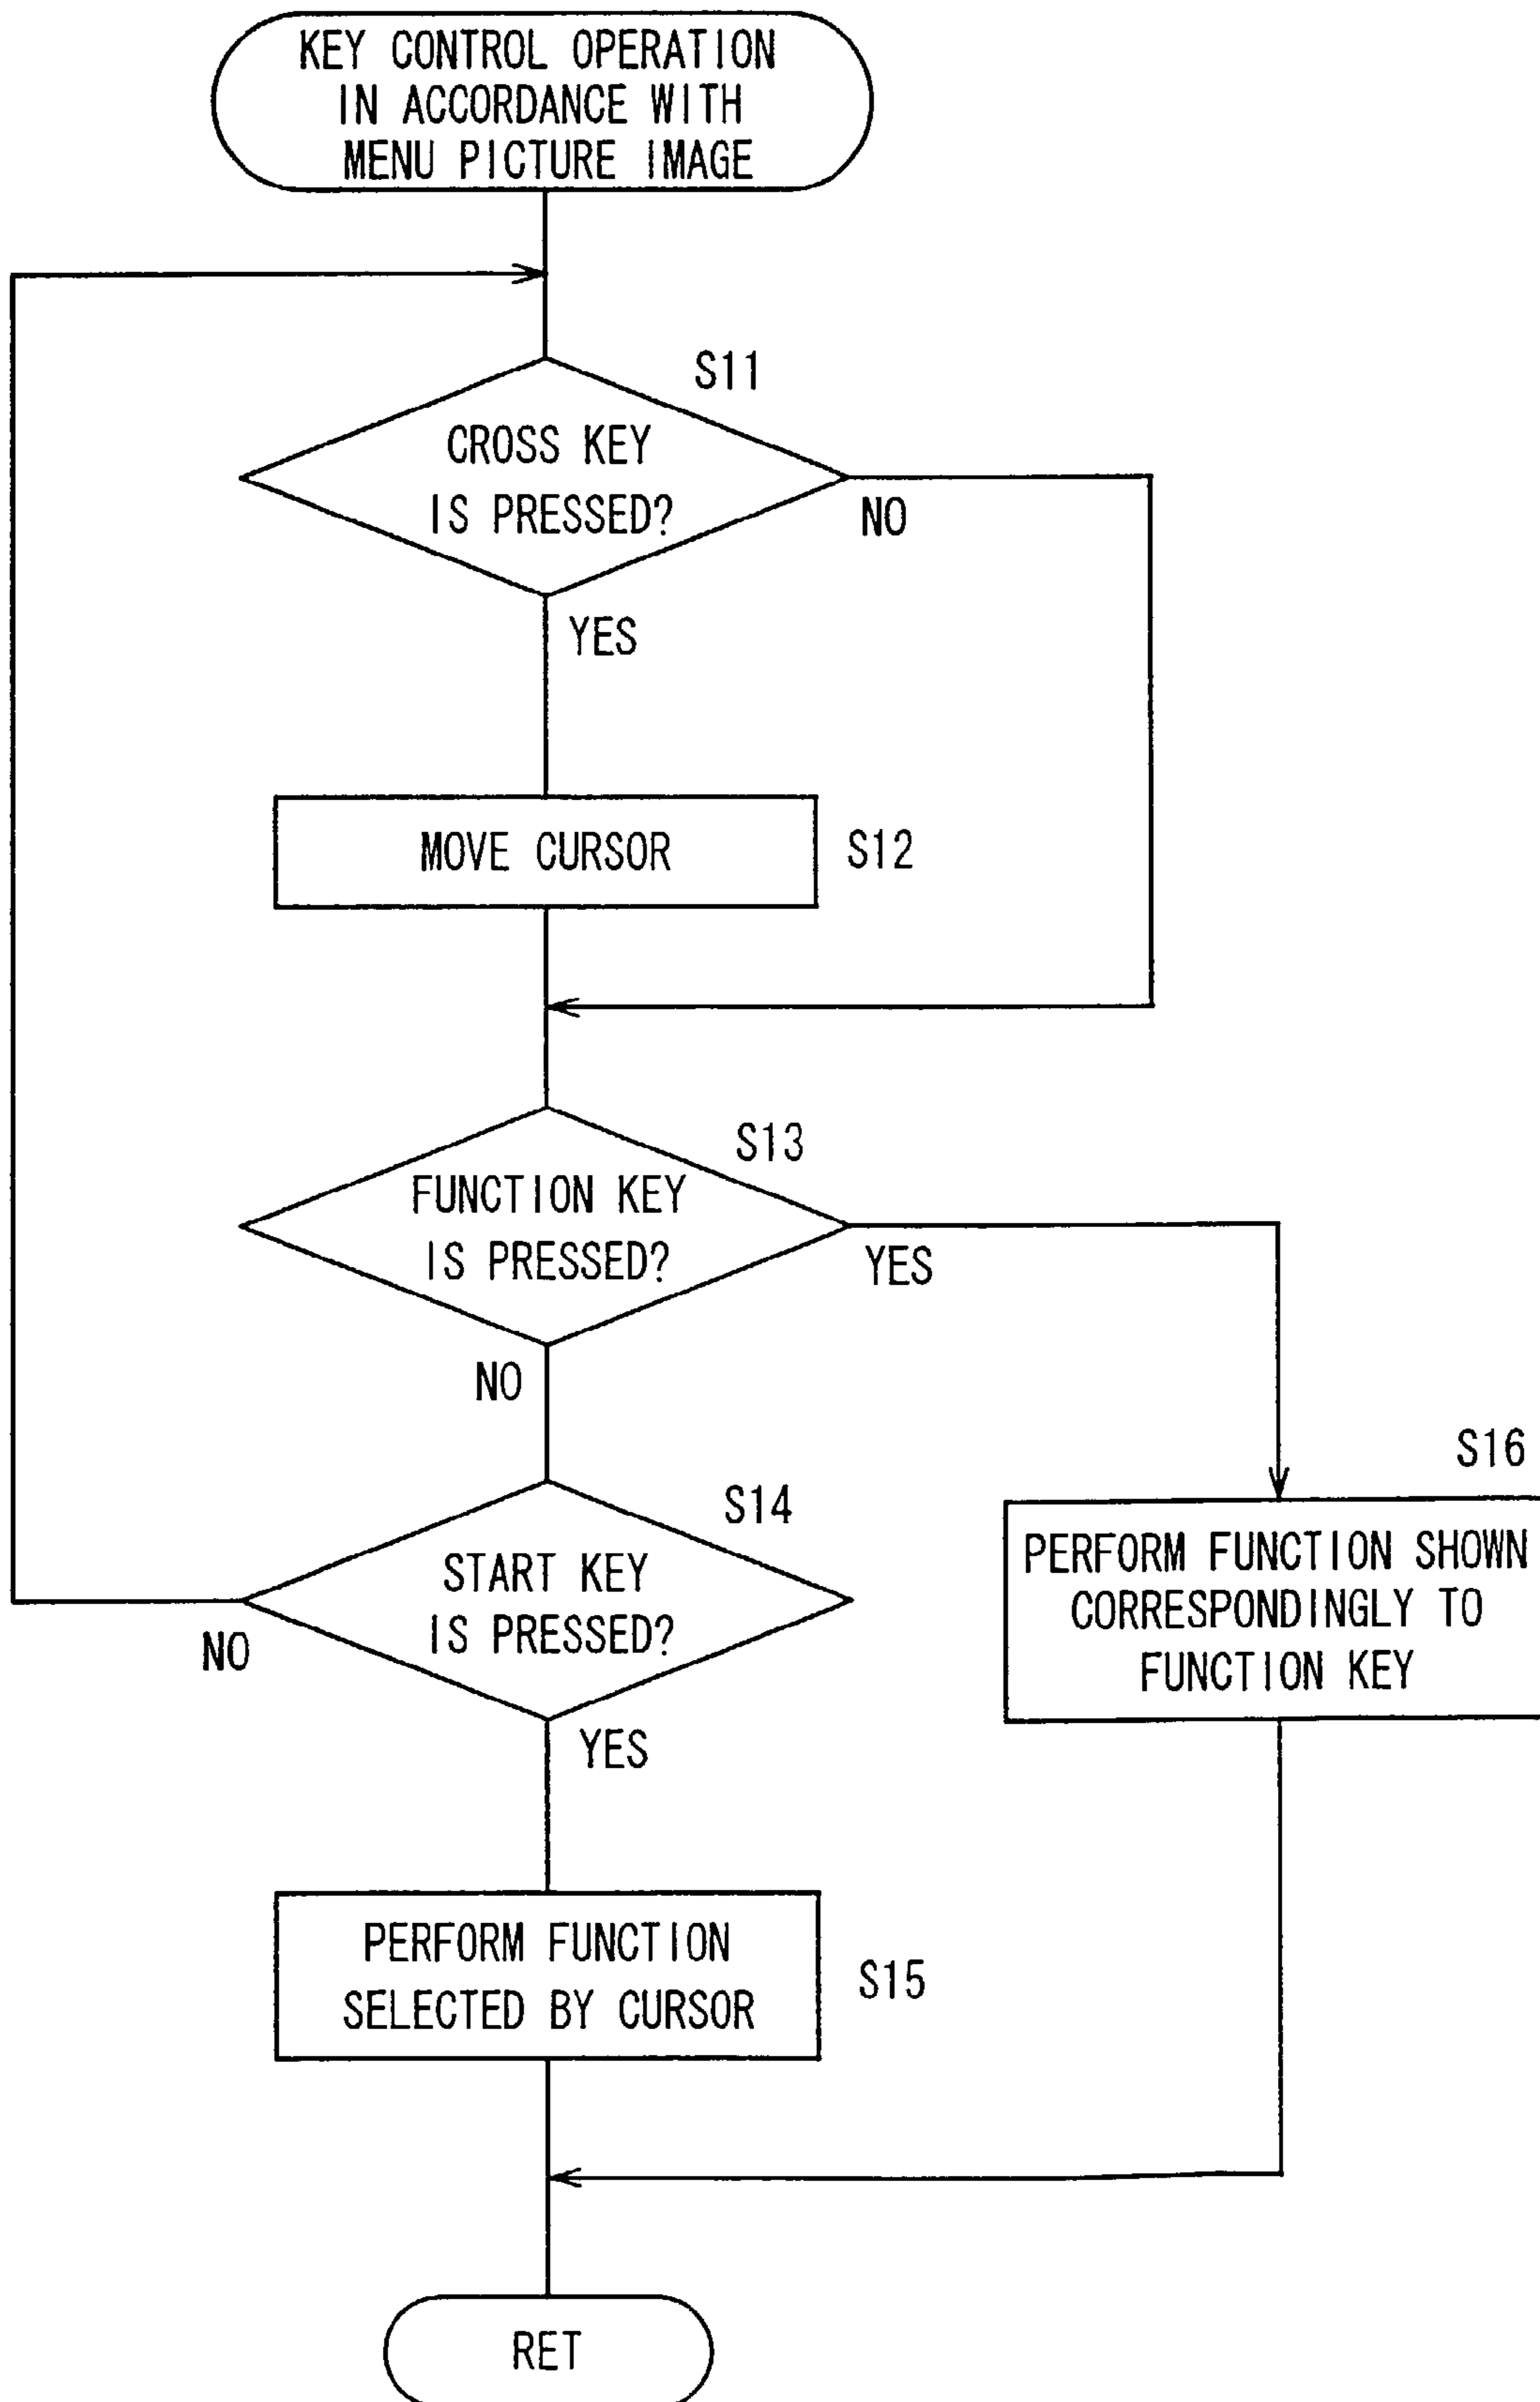 KEY CONTROL OPERATION
IN ACCORDANCE WITH
MENU PICTURE IMAGE
S11
CROSS KEY
IS PRESSED?
NO
YES
MOVE CURSOR
S12
S13
FUNCTION KEY
IS PRESSED?
YES
NO
S16
S14
PERFORM FUNCTION SHOWN
CORRESPONDINGLY TO
FUNCTION KEY
START KEY
IS PRESSED?
NO
YES
PERFORM FUNCTION
SELECTED BY CURSOR
S15
RET